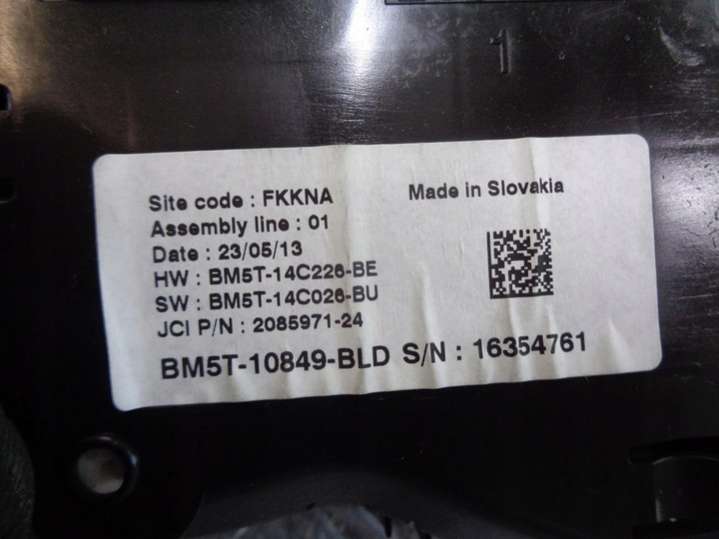 1
Site code : FKKNA
Made in Slovakia
Assembly line : 01
Date : 23/05/13
HW : BM5T-14C226-BE
SW : BM5T-14C026-BU
JCI P/N : 2085971-24
BM5T-10849-BLD S/N : 16354761